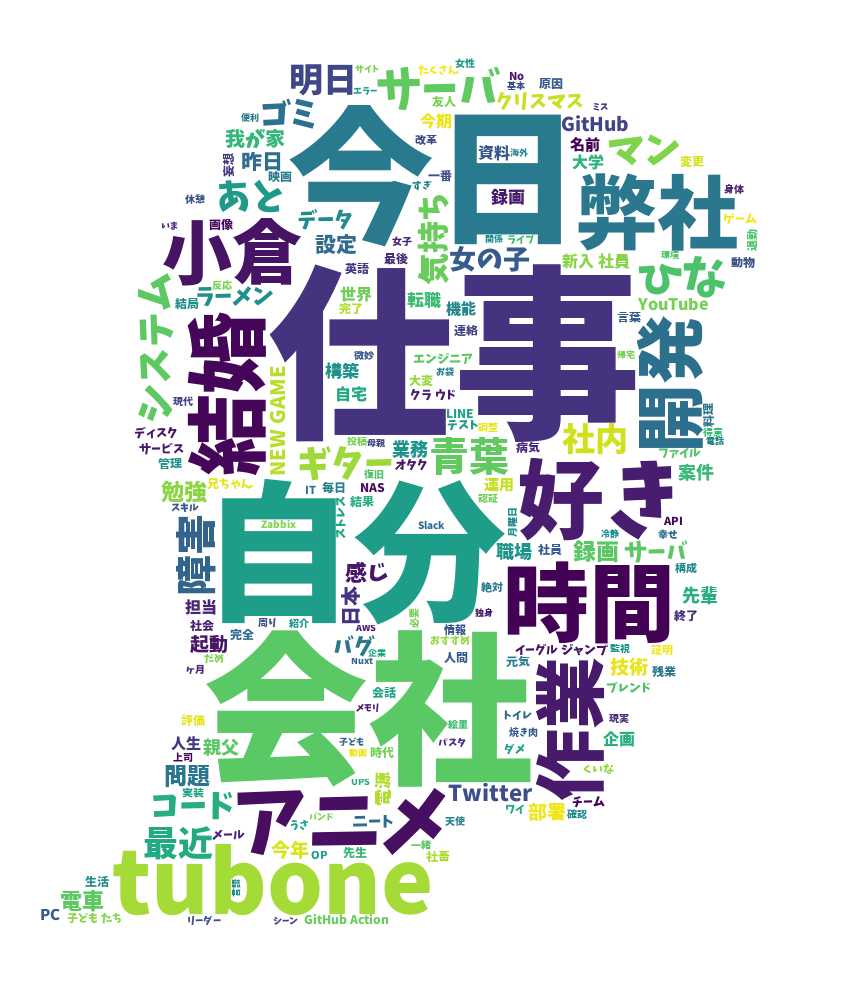 サイト
女性
たくさん
No
基本
原因
明日
サーバ
エラー
友人
クリスマス
ミス
便利
ゴミ
今期
GitHub
我が家
改革
資料
海外
名前
マン
妄想
昨日
今日
大学
変更
映画
一番
あと
すぎ
録画
弊社
身体
休憩
データ
気持ち
ゲーム
いま
画像
設定
女子
関係
ライブ
退勤
小倉
最後
女の子
新入 社員
環境
動物
英語
ひな
反応
世界
転職
システム
結局
ラーメン
完了
機能
YouTube
言葉
仕事
連絡
結婚
微妙
エンジニア
開発
帰宅
構築
お袋
現代
NEW GAME
自宅
大変
クラ ウド
料理
LINE
テスト
調整
社内
得意
電話
ディスク
サービス
投稿
母親
業務
青葉
病気
ファイル
管理
ギター
オタク
復旧
案件
勉強
兄ちゃん
IT
毎日
NAS
運用
好き
スキル
ストレス
結果
認証
月曜日
API
障害
Zabbix
自分
Slack
冷静
幸せ
職場
社員
録画 サーバ
感じ
絶対
時間
構成
担当
日本
先輩
社会
周り
紹介
AWS
必要
独身
終了
起動
完全
情報
バグ
企業
おすすめ
イーグル ジャンプ
監視
証明
だめ
Nuxt
人間
元気
作業
技術
残業
ヶ月
会社
会話
ブレンド
メモリ
トイレ
評価
絵里
現実
人生
親父
子ども
時代
パスタ
焼き肉
企画
上司
動画
ダメ
問題
UPS
電源
くいな
実装
Twitter
チーム
コード
アニメ
バンド
ワイ
部署
確認
最近
メール
うさ
ニート
天使
今年
OP
先生
一緒
社畜
tubone
生活
電車
PC
子ども たち
リーダー
シーン
GitHub Action